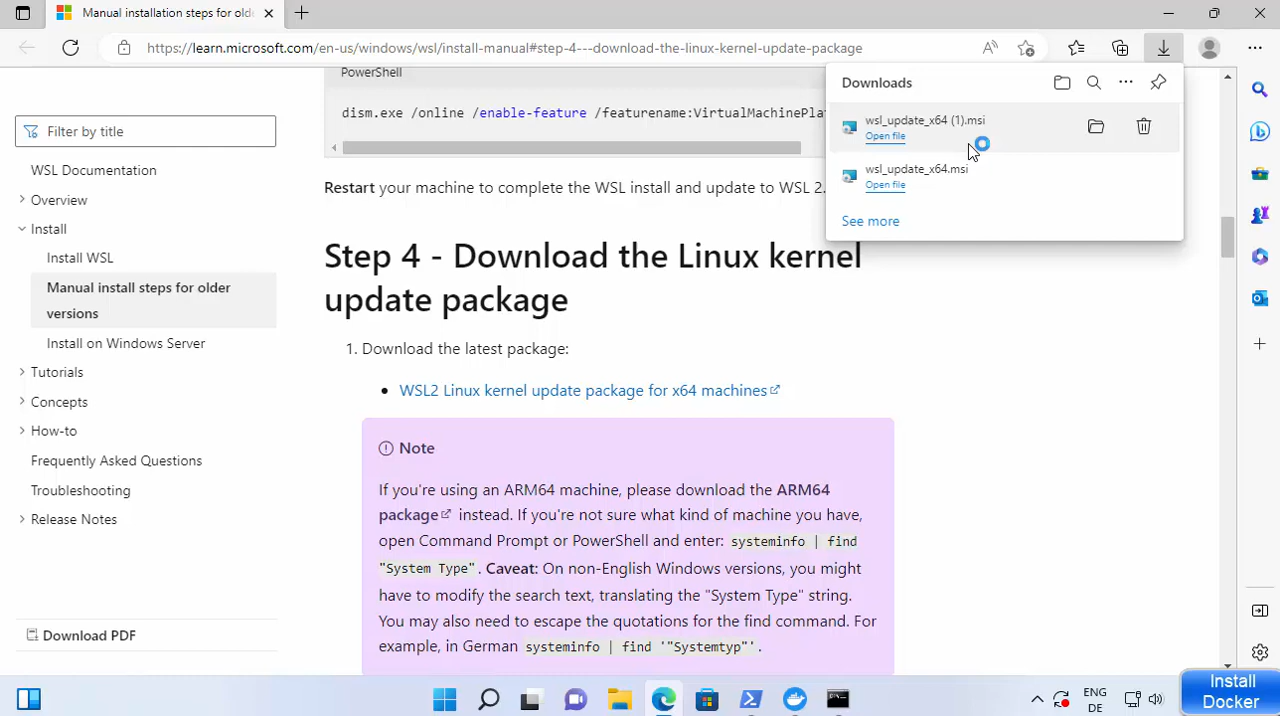 Manual installation steps for olde
https://learn.microsoft.com/en-us/windows/wsl/install-manual#step-4---download-the-linux-kernel-update-package
Filter by title
WSL Documentation
Overview
Install
Install WSL
Manual install steps for older
versions
Install on Windows Server
Tutorials
Concepts
How-to
Frequently Asked Questions
Troubleshooting
Release Notes
Download PDF
PowerShell
dism.exe /online /enable-feature /featurename:VirtualMachinePla
Restart your machine to complete the WSL install and update to WSL 2.
Step 4 - Download the Linux kernel
update package
1. Download the latest package:
• WSL2 Linux kernel update package for x64 machines
Note
If you're using an ARM64 machine, please download the ARM64
package instead. If you're not sure what kind of machine you have,
open Command Prompt or PowerShell and enter: systeminfo | find
"System Type". Caveat: On non-English Windows versions, you might
have to modify the search text, translating the "System Type" string.
You may also need to escape the quotations for the find command. For
example, in German systeminfo | find '"Systemtyp"'.
Downloads
wsl_update_x64 (1).msi
Open file
wsl_update_x64.msi
Open file
See more
ENG
DE
Install
Docker